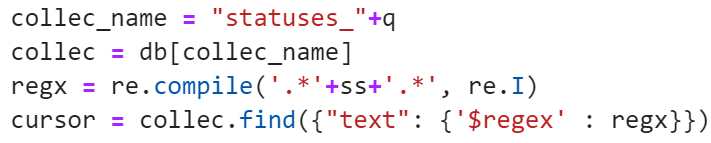 collec_name = "statuses_"+q
collec = db[collec_name]
regx = re.compile('.*'+ss+'.*', re.I)
cursor = collec.find({"text": {'$regex' : regx}})